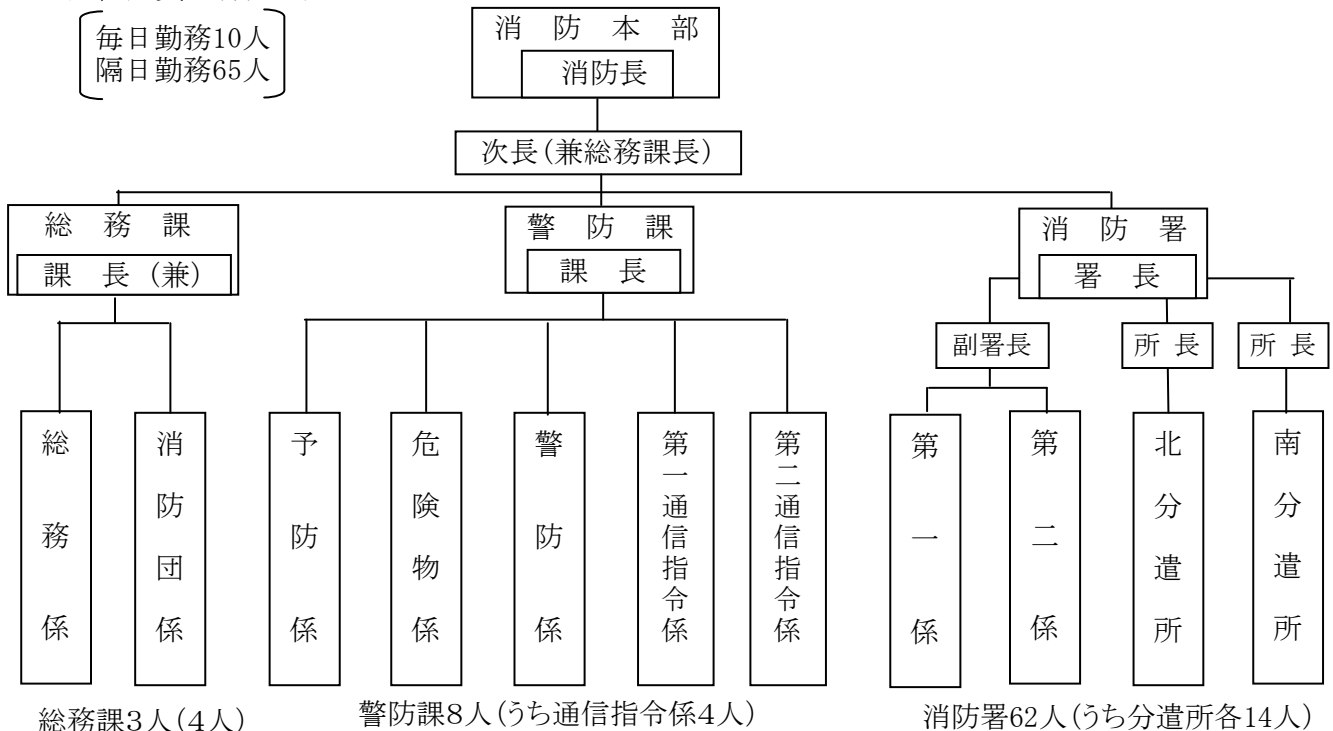 毎日勤務10人
隔日勤務65人
消防本部
消防長
次長(兼総務課長)
総務課
課長(兼)
警防課
課長
消防署
署長
副署長
所長
所長
総務係
消防団係
予防係
危険物係
警防係
第一通信指令係
第二通信指令係
第一係
第二係
北分遣所
南分遣所
総務課3人(4人)
警防課8人(うち通信指令係4人)
消防署62人(うち分遣所各14人)